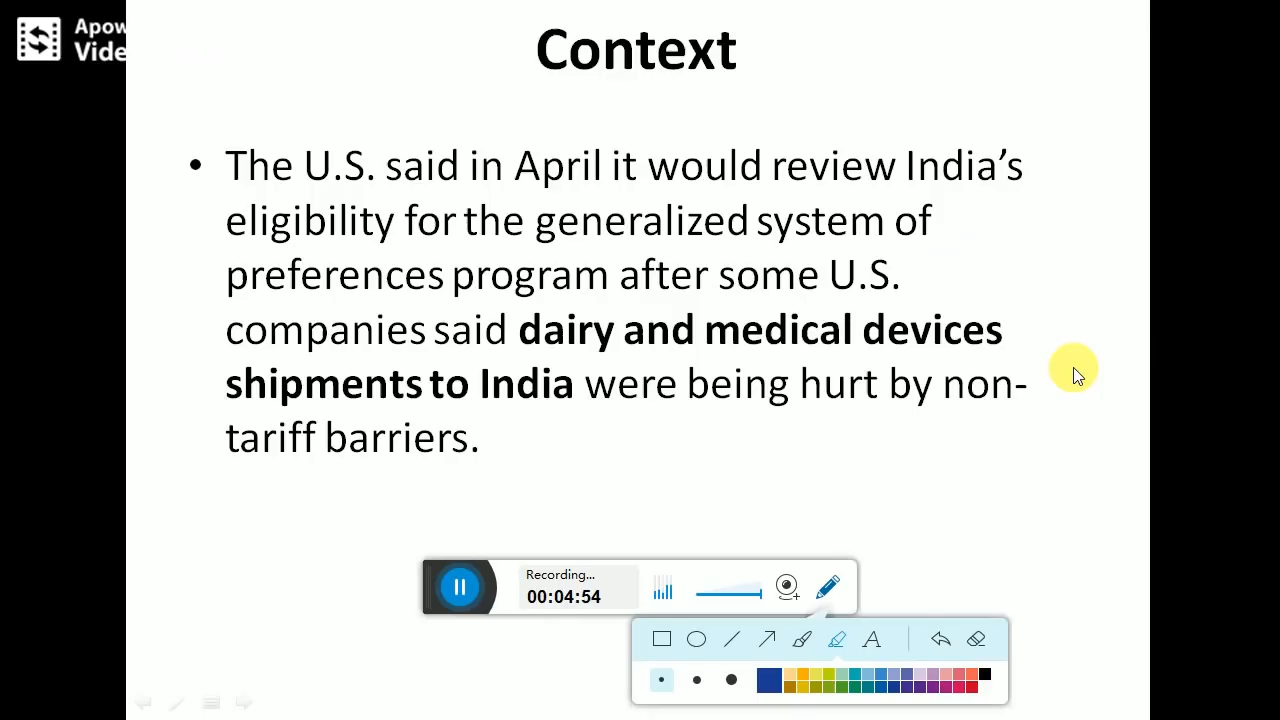 Apow
Vide
Context
• The U.S. said in April it would review India’s
eligibility for the generalized system of
preferences program after some U.S.
companies said dairy and medical devices
shipments to India were being hurt by non-
tariff barriers.
Recording...
00:04:54
A